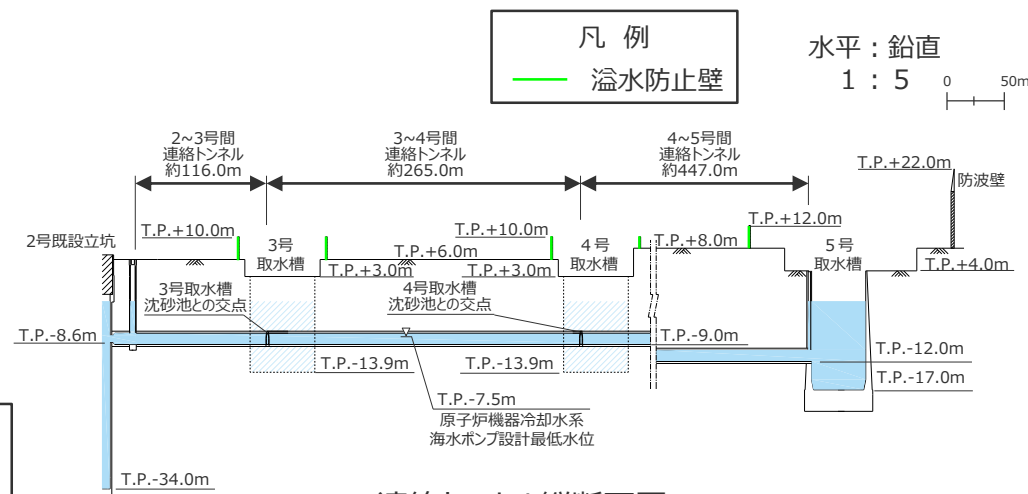 凡 例
溢水防止壁
水平：鉛直
1：5
0
50m
2~3号間
連絡トンネル
約116.0m
3~4号間
連絡トンネル
約265.0m
4~5号間
連絡トンネル
約447.0m
T.P.+22.0m
防波壁
T.P.+12.0m
T.P.+10.0m
T.P.+10.0m
2号既設立坑
3号
取水槽
T.P.+6.0m
4号
取水槽
T.P.+8.0m
5号
取水槽
T.P.+3.0m
T.P.+3.0m
T.P.+4.0m
3号取水槽
沈砂池との交点
4号取水槽
沈砂池との交点
T.P.-8.6m
T.P.-9.0m
T.P.-12.0m
T.P.-13.9m
T.P.-13.9m
T.P.-17.0m
T.P.-7.5m
原子炉機器冷却水系
海水ポンプ設計最低水位
T.P.-34.0m